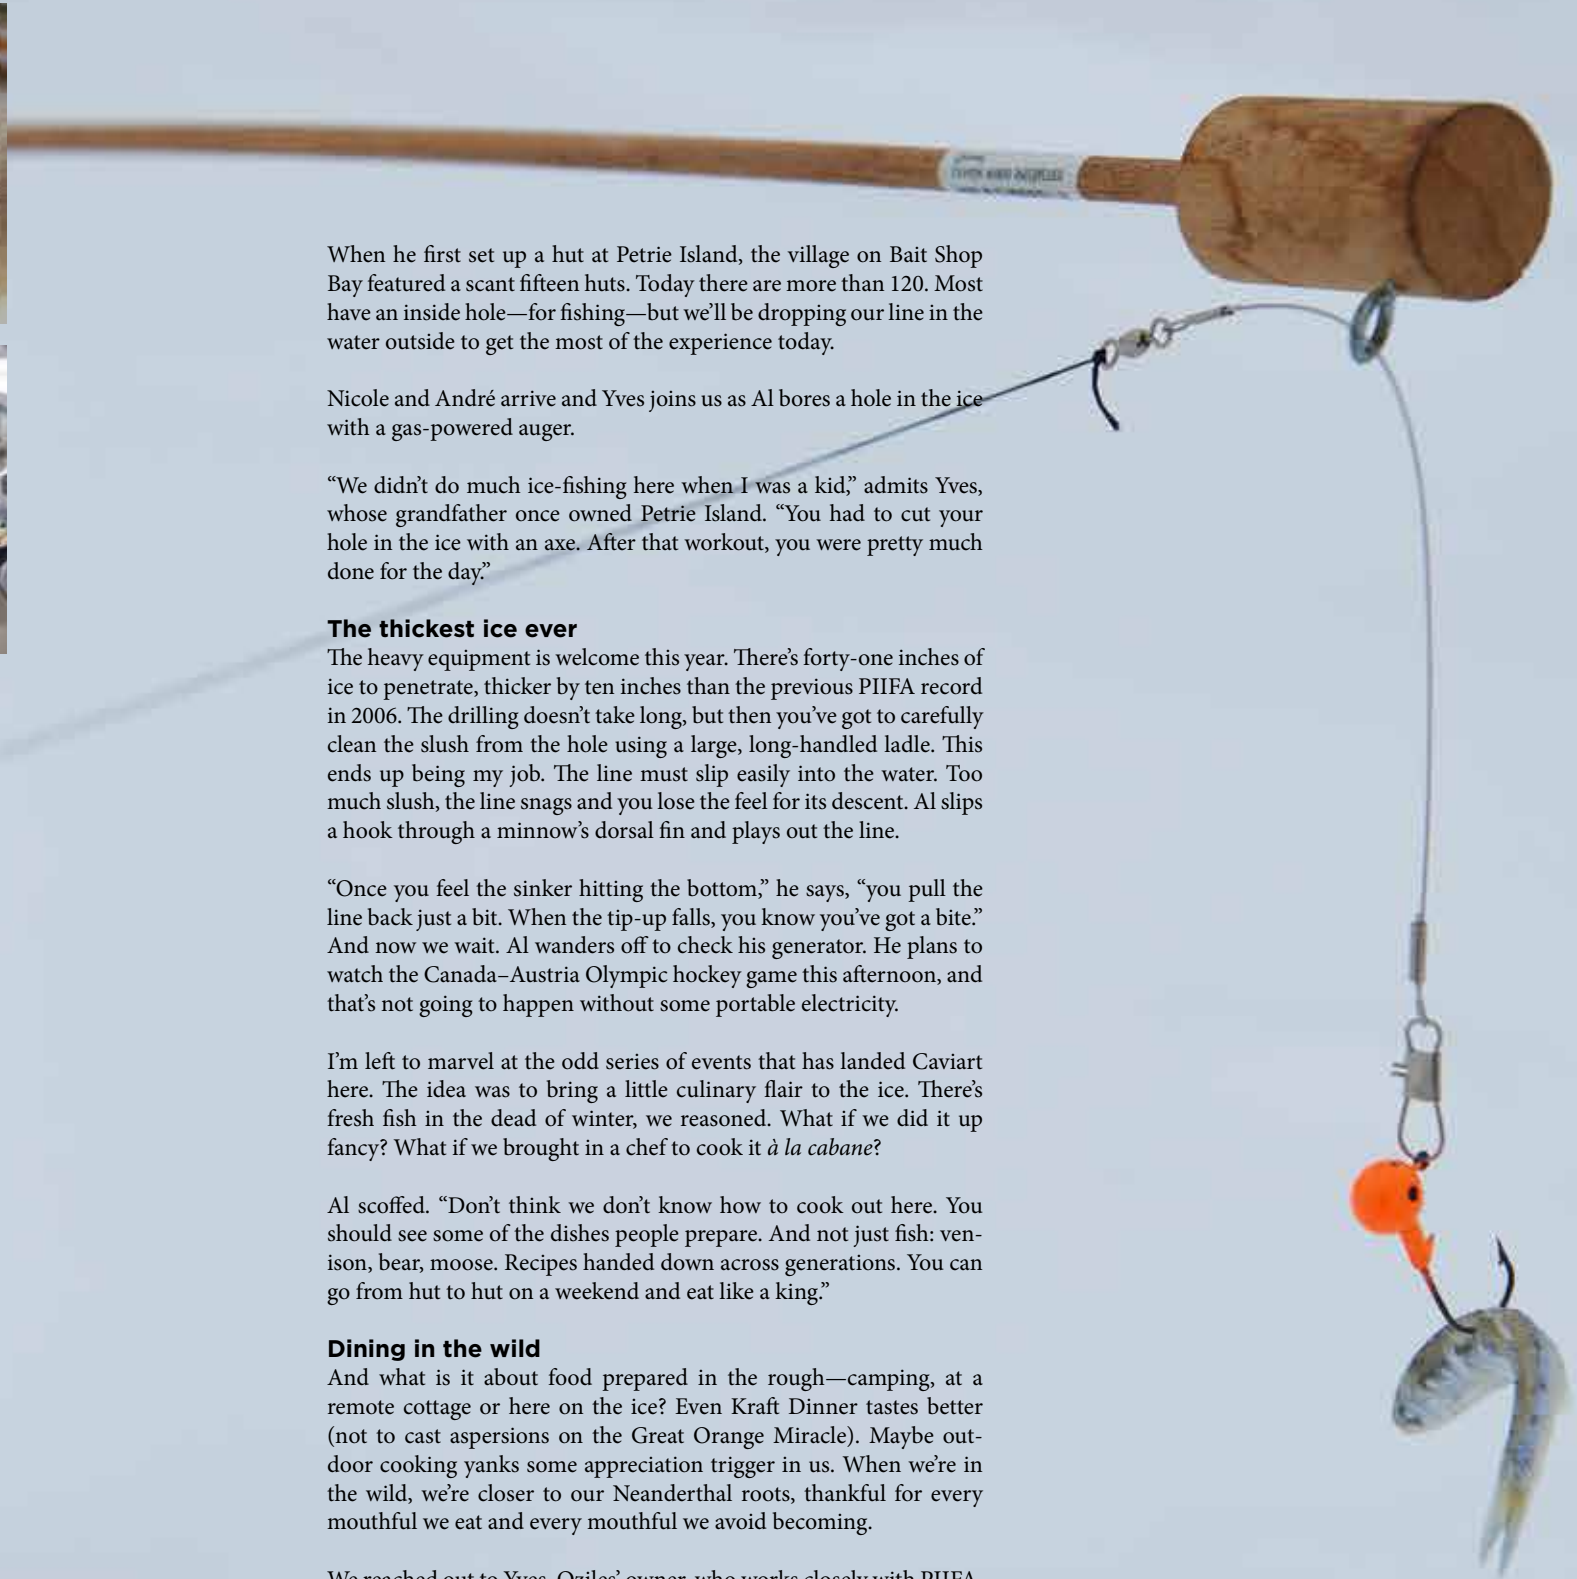 When he first set up a hut at Petrie Island, the village on Bait Shop
Bay featured a scant fifteen huts. Today there are more than 120. Most
have an inside hole—for fishing—but we’ll be dropping our line in the
water outside to get the most of the experience today.
Nicole and André arrive and Yves joins us as Al bores a hole in the ice
with a gas-powered auger.
“We didn’t do much ice-fishing here when I was a kid,” admits Yves,
whose grandfather once owned Petrie Island. “You had to cut your
hole in the ice with an axe. After that workout, you were pretty much
done for the day.”
The thickest ice ever
The heavy equipment is welcome this year. There’s forty-one inches of
ice to penetrate, thicker by ten inches than the previous PIIFA record
in 2006. The drilling doesn’t take long, but then you’ve got to carefully
clean the slush from the hole using a large, long-handled ladle. This
ends up being my job. The line must slip easily into the water. Too
much slush, the line snags and you lose the feel for its descent. Al slips
a hook through a minnow’s dorsal fin and plays out the line.
“Once you feel the sinker hitting the bottom,” he says, “you pull the
line back just a bit. When the tip-up falls, you know you’ve got a bite.”
And now we wait. Al wanders off to check his generator. He plans to
watch the Canada–Austria Olympic hockey game this afternoon, and
that’s not going to happen without some portable electricity.
I’m left to marvel at the odd series of events that has landed Caviart
here. The idea was to bring a little culinary flair to the ice. There’s
fresh fish in the dead of winter, we reasoned. What if we did it up
fancy? What if we brought in a chef to cook it à la cabane?
Al scoffed. “Don’t think we don’t know how to cook out here. You
should see some of the dishes people prepare. And not just fish: ven-
ison, bear, moose. Recipes handed down across generations. You can
go from hut to hut on a weekend and eat like a king.”
Dining in the wild
And what is it about food prepared in the rough—camping, at a
remote cottage or here on the ice? Even Kraft Dinner tastes better
(not to cast aspersions on the Great Orange Miracle). Maybe out-
door cooking yanks some appreciation trigger in us. When we’re in
the wild, we’re closer to our Neanderthal roots, thankful for every
mouthful we eat and every mouthful we avoid becoming.
We reached out to Yves, Oziles’ owner, who works closely with PIIFA